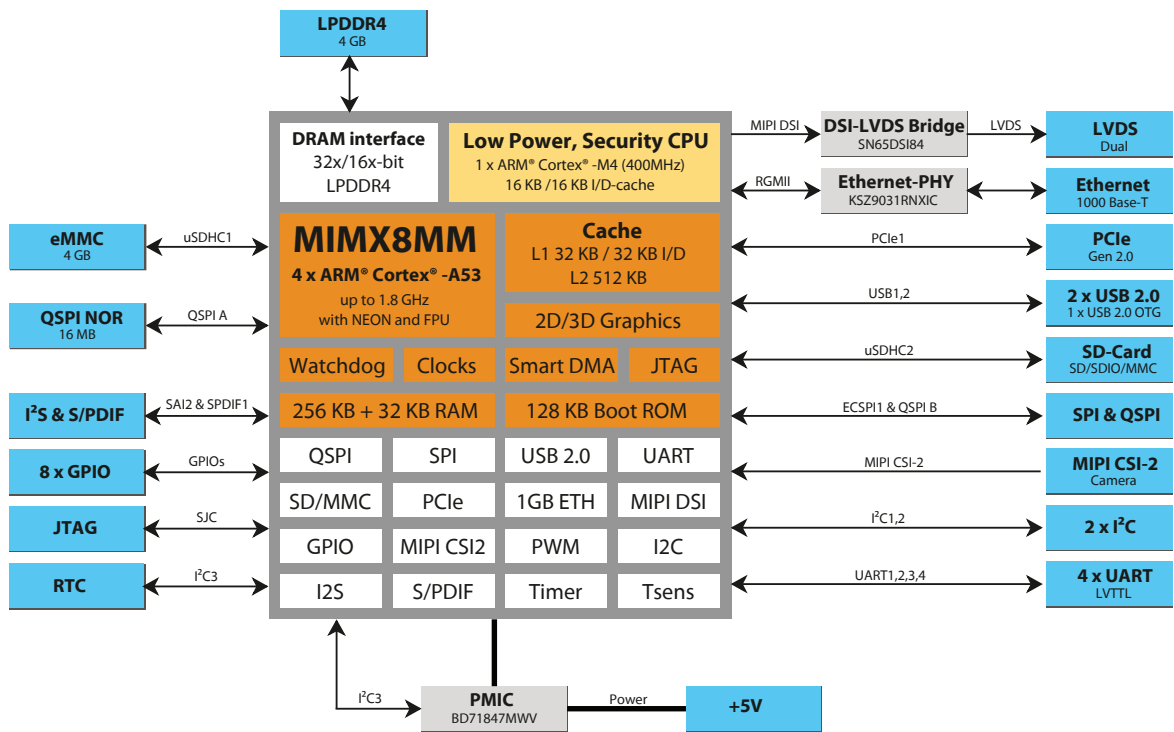 LPDDR4
4 GB
DRAM interface
32x/16x-bit
LPDDR4
Low Power, Security CPU
1 x ARM® Cortex® -M4 (400MHz)
16 KB /16 KB I/D-cache
MIPI DSI
DSI-LVDS Bridge
SN65DSI84
LVDS
LVDS
Dual
RGMII
Ethernet-PHY
KSZ9031RNXIC
Ethernet
1000 Base-T
eMMC
4 GB
uSDHC1
MIMX8MM
4 x ARM® Cortex® -A53
up to 1.8 GHz
with NEON and FPU
Cache
L1 32 KB / 32 KB I/D
L2 512 KB
PCIe1
PCIe
Gen 2.0
QSPI NOR
16 MB
QSPI A
2D/3D Graphics
USB1,2
2 x USB 2.0
1 x USB 2.0 OTG
Watchdog
Clocks
Smart DMA
JTAG
uSDHC2
SD-Card
SD/SDIO/MMC
I²S & S/PDIF
SAI2 & SPDIF1
256 KB + 32 KB RAM
128 KB Boot ROM
ECSPI1 & QSPI B
SPI & QSPI
8 x GPIO
GPIOs
QSPI
SPI
USB 2.0
UART
MIPI CSI-2
MIPI CSI-2
Camera
JTAG
SJC
SD/MMC
PCIe
1GB ETH
MIPI DSI
I²C1,2
2 x I²C
GPIO
MIPI CSI2
PWM
I2C
RTC
I²C3
I2S
S/PDIF
Timer
Tsens
UART1,2,3,4
4 x UART
LVTTL
I²C3
PMIC
BD71847MWV
Power
+5V